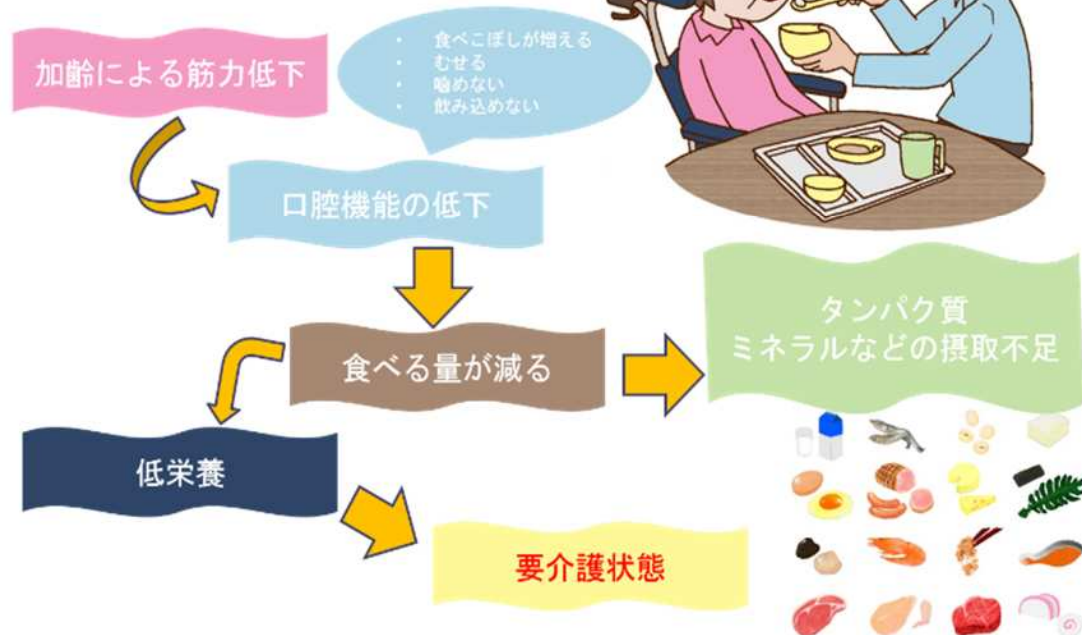 加齢による筋力低下
・ 食べこぼしが増える
・ むせる
・ 噛めない
・ 飲み込めない
口腔機能の低下
食べる量が減る
タンパク質
ミネラルなどの摂取不足
低栄養
要介護状態